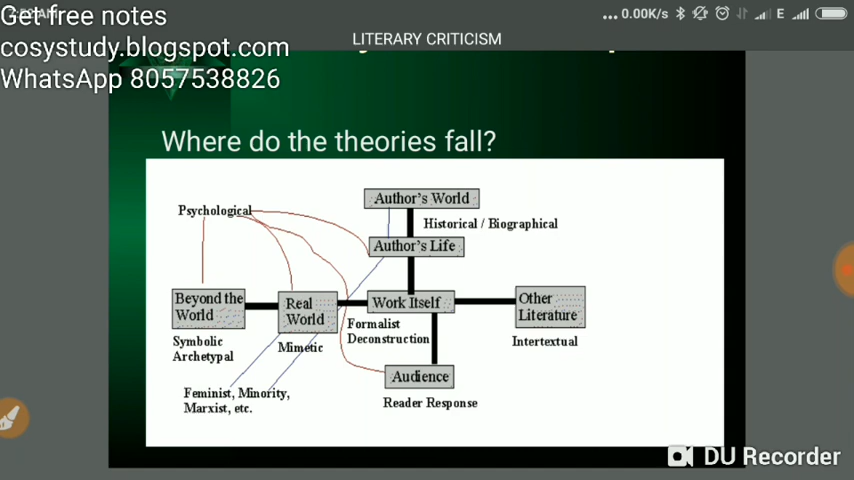 Get free notes
cosystudy.blogspot.com
WhatsApp 8057538826
... 0.00K/s E
LITERARY CRITICISM
Where do the theories fall?
Psychological
Author's World
Historical / Biographical
Author's Life
Beyond the
World
Real
World
Work Itself
Other
Literature
Symbolic
Archetypal
Mimetic
Formalist
Deconstruction
Intertextual
Feminist, Minority,
Marxist, etc.
Audience
Reader Response
DU Recorder